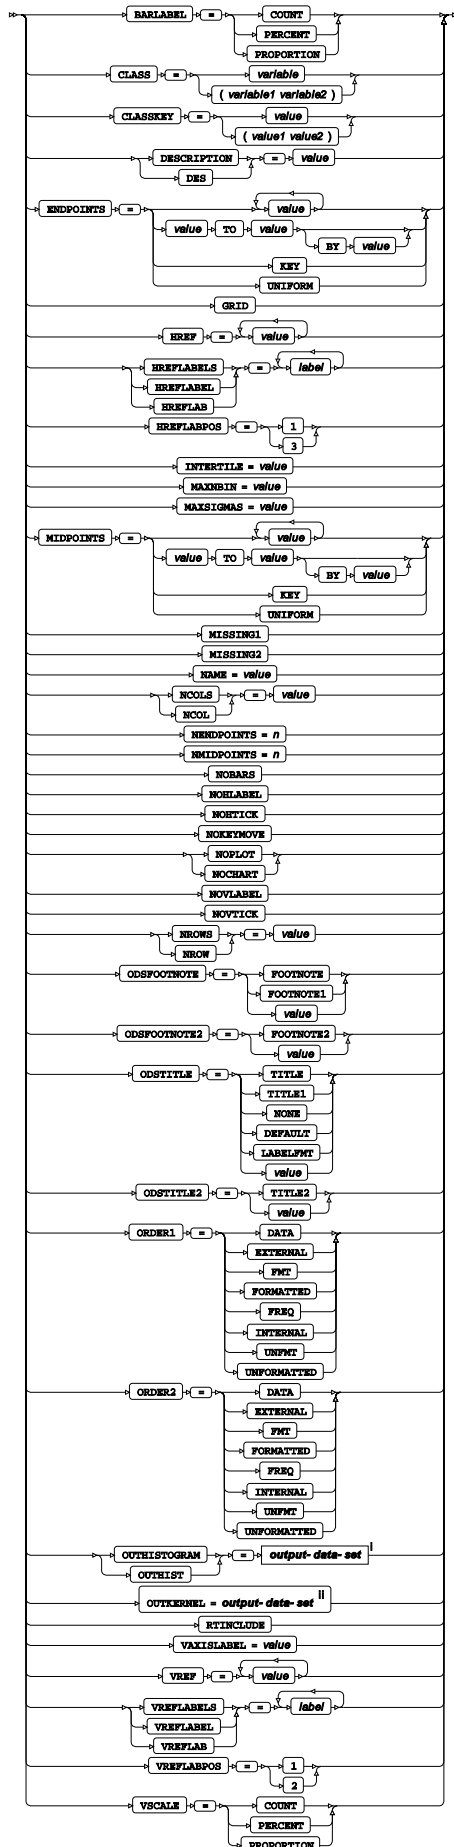 BARLABEL = COUNT
PERCENT
PROPORTION
CLASS = variable
( variable1 variable2 )
CLASSKEY = value
( value1 value2 )
DESCRIPTION = value
DES
ENDPOINTS = value
value TO value
BY value
KEY
UNIFORM
GRID
HREF = value
HREFLABELS = label
HREFLABEL
HREFLAB
HREFLABPOS = 1
3
INTERTILE = value
MAXNBIN = value
MAXSIGMAS = value
MIDPOINTS = value
value TO value
BY value
KEY
UNIFORM
MISSING1
MISSING2
NAME = value
NCOLS = value
NCOL
NENDPOINTS = n
NMIDPOINTS = n
NOBARS
NOHLABEL
NOHTICK
NOKEYMOVE
NOPLOT
NOCHART
NOVLABEL
NOVTICK
NROWS = value
NROW
ODSFOOTNOTE = FOOTNOTE
FOOTNOTE1
value
ODSFOOTNOTE2 = FOOTNOTE2
value
ODSTITLE = TITLE
TITLE1
NONE
DEFAULT
LABELFMT
value
ODSTITLE2 = TITLE2
value
ORDER1 = DATA
EXTERNAL
FMT
FORMATTED
FREQ
INTERNAL
UNFMT
UNFORMATTED
ORDER2 = DATA
EXTERNAL
FMT
FORMATTED
FREQ
INTERNAL
UNFMT
UNFORMATTED
OUTHISTOGRAM = output-data-set i
OUTHIST
OUTKERNEL = output-data-set ii
RTINCLUDE
VAXISLABEL = value
VREF = value
VREFLABELS = label
VREFLABEL
VREFLAB
VREFLABPOS = 1
2
VSCALE = COUNT
PERCENT
PROPORTION